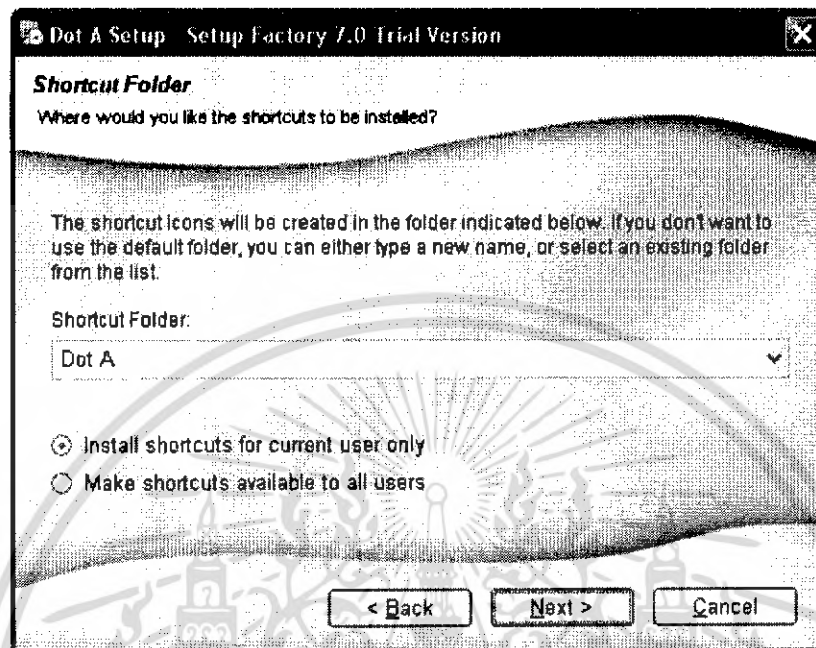 Dot A Setup Setup Factory 7.0 Trial Version
Shortcut Folder
Where would you like the shortcuts to be installed?
The shortcut icons will be created in the folder indicated below. If you don't want to
use the default folder, you can either type a new name, or select an existing folder
from the list.
Shortcut Folder:
Dot A
Install shortcuts for current user only
Make shortcuts available to all users
< Back
Next >
Cancel